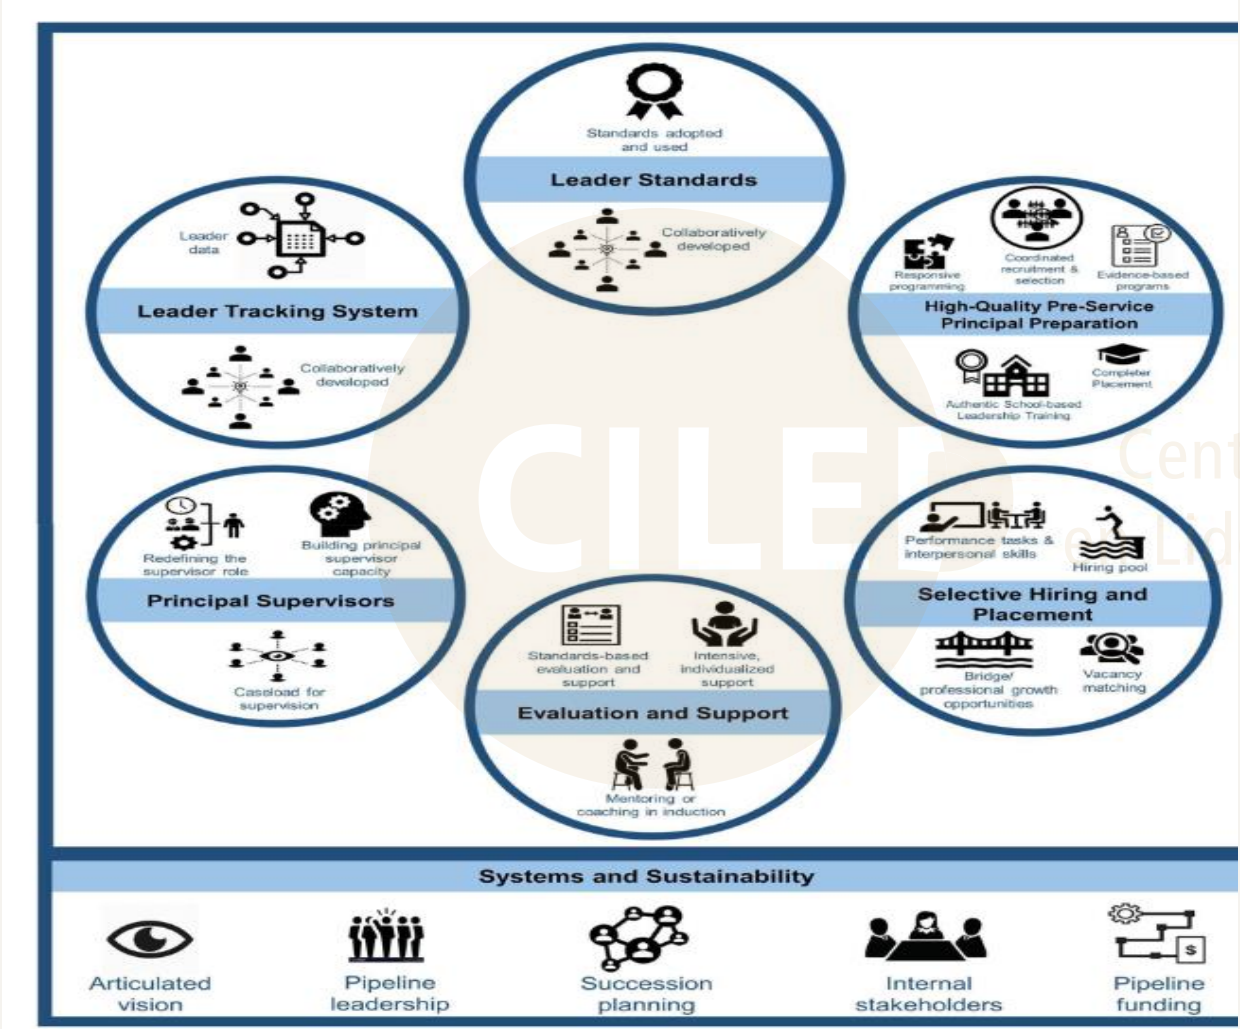 Standards adopted
and used
Leader Standards
Collaboratively
developed
Leader
data
Leader Tracking System
Collaboratively
developed
Responsive
programming
Coordinated
recruitment &
selection
Evidence-based
programs
High-Quality Pre-Service
Principal Preparation
Authentic School-based
Leadership Training
Completer
Placement
Redefining the
supervisor role
Building principal
supervisor
capacity
Principal Supervisors
Caseload for
supervision
Performance tasks &
interpersonal skills
Hiring pool
Selective Hiring and
Placement
Bridge/
professional growth
opportunities
Vacancy
matching
Standards-based
evaluation and
support
Intensive,
individualized
support
Evaluation and Support
Mentoring or
coaching in induction
Systems and Sustainability
Articulated
vision
Pipeline
leadership
Succession
planning
Internal
stakeholders
$
Pipeline
funding